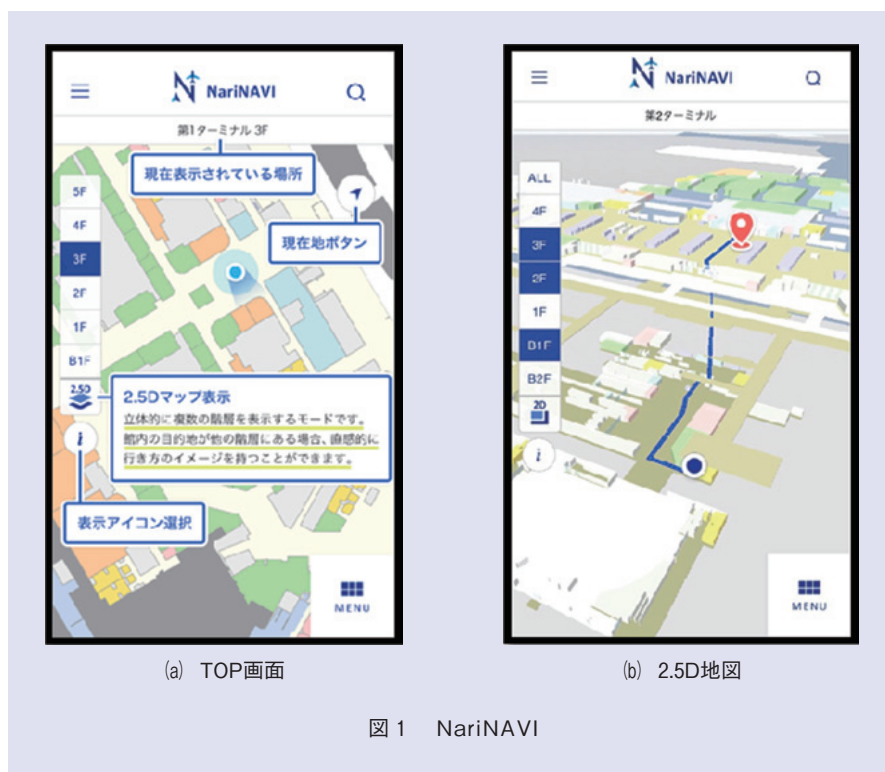 NariNAVI
第1ターミナル 3F
現在表示されている場所
現在地ボタン
5F
4F
3F
2F
1F
B1F
2.5D
2.5Dマップ表示
立体的に複数の階層を表示するモードです。
館内の目的地が他の階層にある場合、直感的に
行き方のイメージを持つことができます。
i
表示アイコン選択
MENU
(a) TOP画面
NariNAVI
第2ターミナル
ALL
4F
3F
2F
1F
B1F
B2F
2D
i
MENU
(b) 2.5D地図
図1 NariNAVI